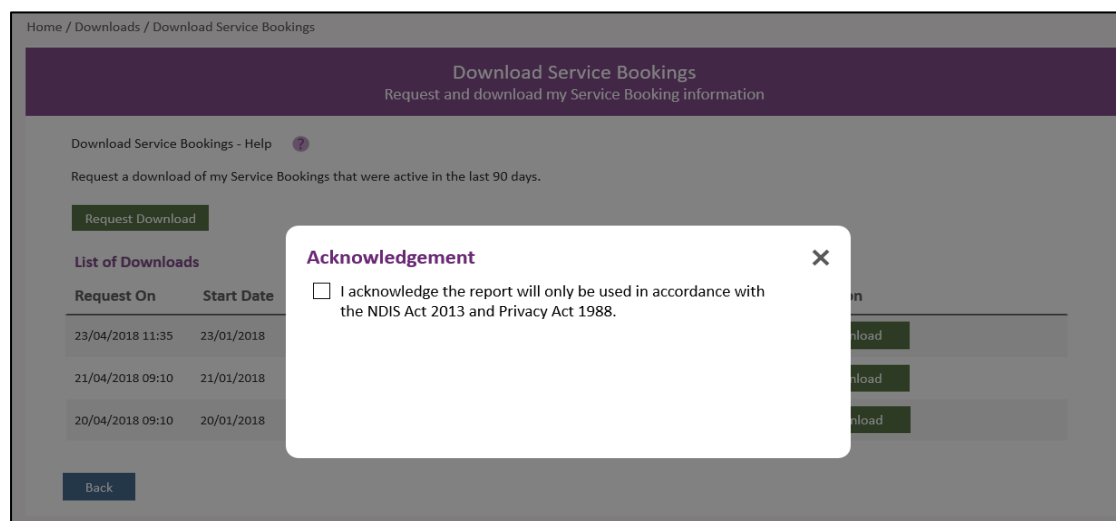 Home / Downloads / Download Service Bookings
Download Service Bookings
Request and download my Service Booking information
Download Service Bookings - Help ?
Request a download of my Service Bookings that were active in the last 90 days.
Request Download
List of Downloads
Acknowledgement
I acknowledge the report will only be used in accordance with
the NDIS Act 2013 and Privacy Act 1988.
Request On Start Date
23/04/2018 11:35 23/01/2018
21/04/2018 09:10 21/01/2018
20/04/2018 09:10 20/01/2018
Back